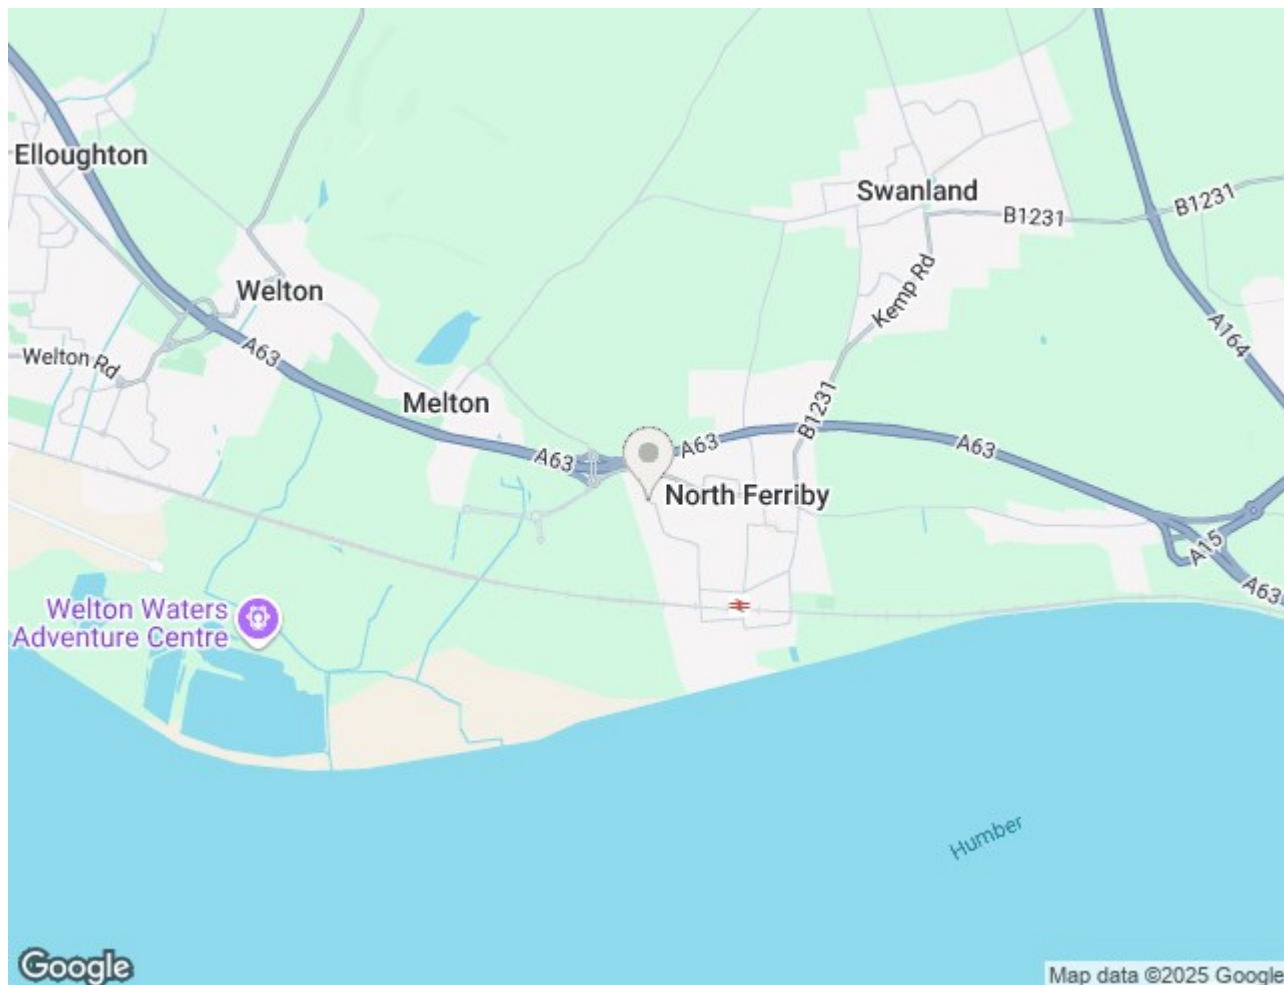 Elloughton
Swanland
B1231
B1231
Welton
Kemp Rd
A164
Welton Rd
A63
Melton
B1231
A63
A63
A63
North Ferriby
A15
A63
Welton Waters
Adventure Centre
Humber
Google
Map data ©2025 Google